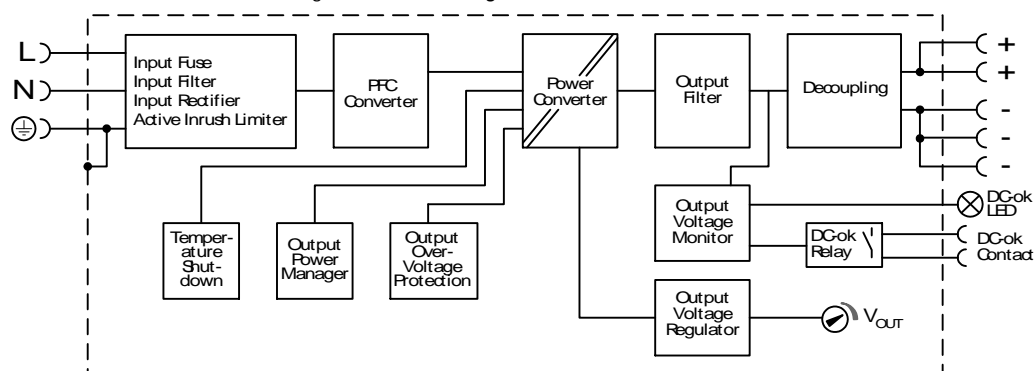 L
N
Input Fuse
Input Filter
Input Rectifier
Active Inrush Limiter
PFC
Converter
Power
Converter
Output
Filter
Decoupling
+
+
-
-
-
Temper-
ature
Shut-
down
Output
Power
Manager
Output
Over-
Voltage
Protection
Output
Voltage
Monitor
DC-ok
LED
DC-ok
Relay
DC-ok
Contact
Output
Voltage
Regulator
VOUT